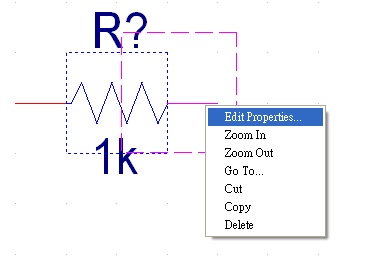 R?
1k
Edit Properties...
Zoom In
Zoom Out
Go To...
Cut
Copy
Delete